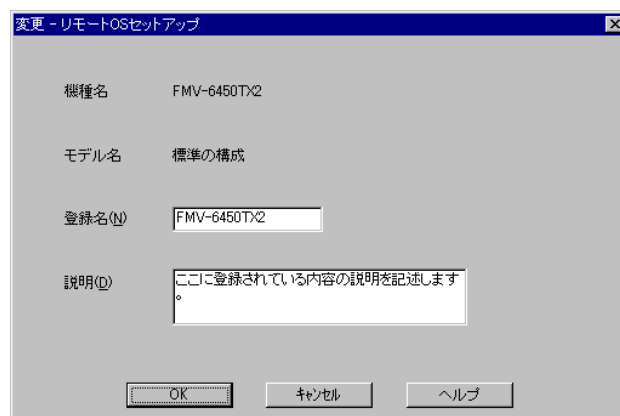 変更 - リモートOSセットアップ
機種名 FMV-6450TX2
モデル名 標準の構成
登録名(N) FMV-6450TX2
説明(D) ここに登録されている内容の説明を記述します
。
OK キャンセル ヘルプ